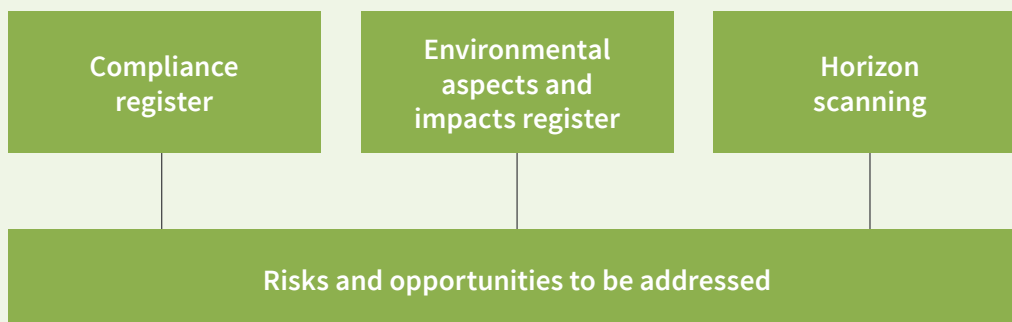 Compliance
register
Environmental
aspects and
impacts register
Horizon
scanning
Risks and opportunities to be addressed